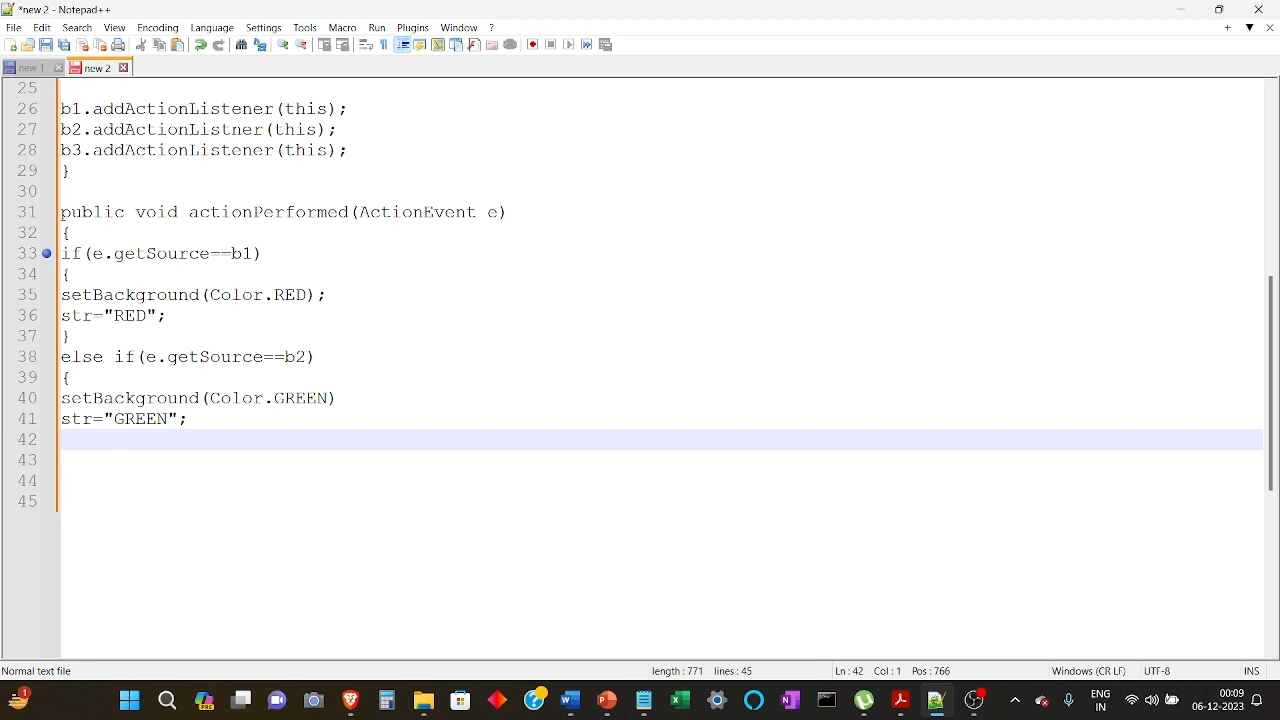 *new 2 - Notepad++
File Edit Search View Encoding Language Settings Tools Macro Run Plugins Window ?
new 1 new 2
25
26 b1.addActionListener(this);
27 b2.addActionListner(this);
28 b3.addActionListener(this);
29 }
30
31 public void actionPerformed(ActionEvent e)
32 {
33 if(e.getSource==b1)
34 {
35 setBackground(Color.RED);
36 str="RED";
37 }
38 else if(e.getSource==b2)
39 {
40 setBackground(Color.GREEN)
41 str="GREEN";
42
43
44
45
Normal text file length : 771 lines : 45 Ln : 42 Col : 1 Pos : 766 Windows (CR LF) UTF-8 INS
ENG 00:09
IN 06-12-2023